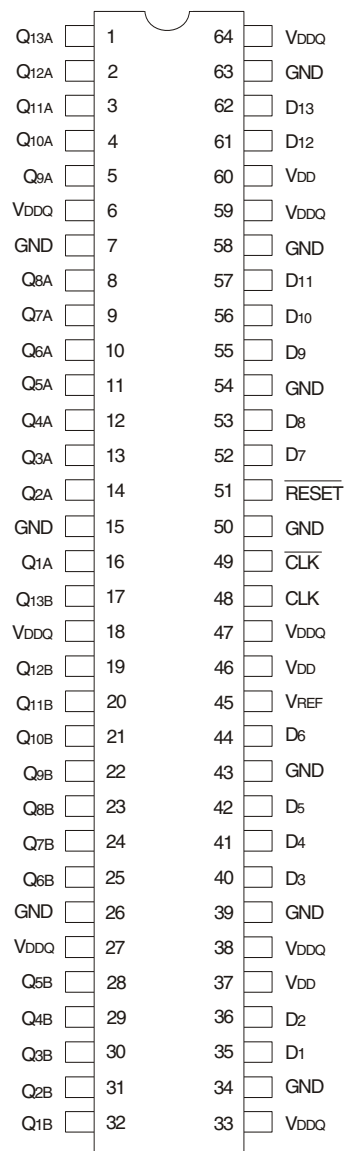 Q13A 1 64 VDDQ
Q12A 2 63 GND
Q11A 3 62 D13
Q10A 4 61 D12
Q9A 5 60 VDD
VDDQ 6 59 VDDQ
GND 7 58 GND
Q8A 8 57 D11
Q7A 9 56 D10
Q6A 10 55 D9
Q5A 11 54 GND
Q4A 12 53 D8
Q3A 13 52 D7
Q2A 14 51 RESET
GND 15 50 GND
Q1A 16 49 CLK
Q13B 17 48 CLK
VDDQ 18 47 VDDQ
Q12B 19 46 VDD
Q11B 20 45 VREF
Q10B 21 44 D6
Q9B 22 43 GND
Q8B 23 42 D5
Q7B 24 41 D4
Q6B 25 40 D3
GND 26 39 GND
VDDQ 27 38 VDDQ
Q5B 28 37 VDD
Q4B 29 36 D2
Q3B 30 35 D1
Q2B 31 34 GND
Q1B 32 33 VDDQ